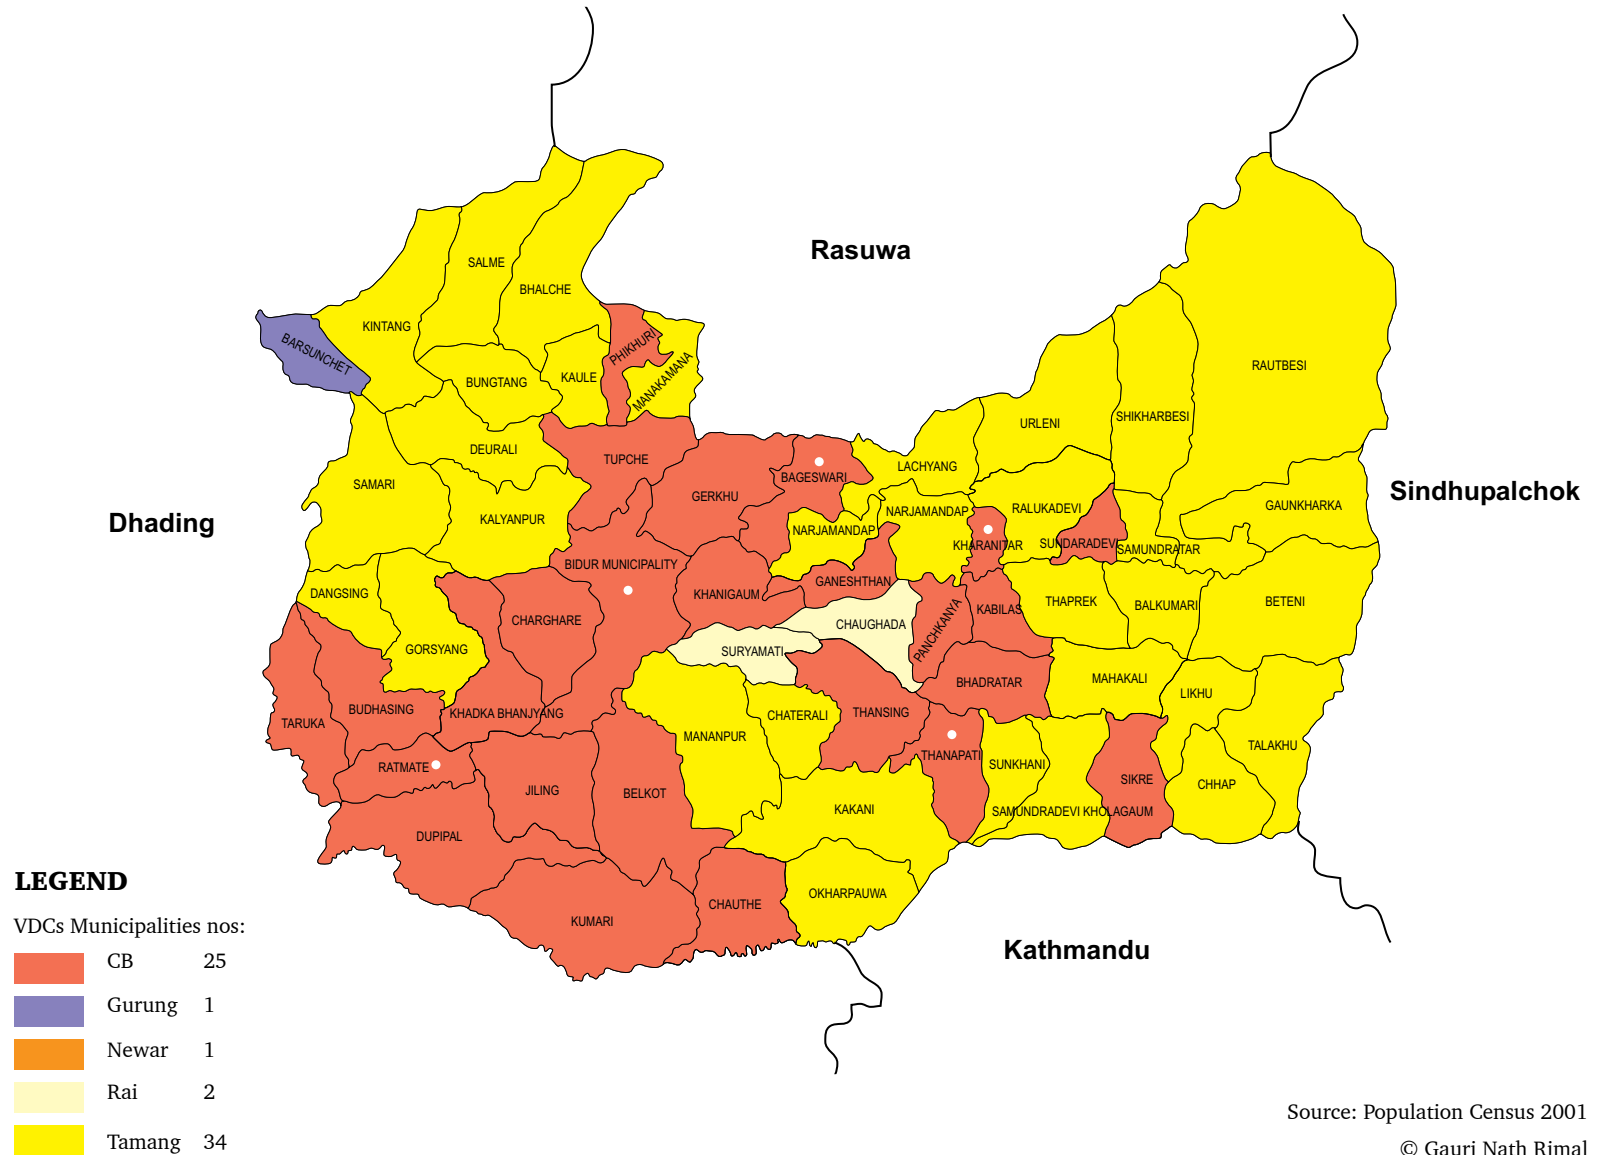 Rasuwa
SALME
BHALCHE
KINTANG
BARSUNCHET
PHIKHURI
MANAKAMANA
BUNGTANG
KAULE
RAUTBESI
SHIKHARBESI
URLENI
DEURALI
TUPCHE
LACHYANG
BAGESWARI
SAMARI
GERKHU
Sindhupalchok
GAUNKHARKA
Dhading
KALYANPUR
NARJAMANDAP
NARJAMANDAP
RALUKADEVI
KHARANITAR
SUNDARADEVI
SAMUNDRATAR
BIDUR MUNICIPALITY
DANGSING
KHANIGAUM
GANESHTHAN
CHARGHARE
CHAUGHADA
PANCHKANYA
KABILAS
THAPREK
BALKUMARI
BETENI
GORSYANG
SURYAMATI
BHADRATAR
MAHAKALI
LIKHU
TARUKA
BUDHASING
KHADKA BHANJYANG
CHATERALI
THANSING
MANANPUR
THANAPATI
SUNKHANI
TALAKHU
RATMATE
JILING
BELKOT
SIKRE
CHHAP
KAKANI
SAMUNDRADEVI KHOLAGAUM
DUPIPAL
OKHARPAUWA
CHAUTHE
KUMARI
Kathmandu
LEGEND
VDCs Municipalities nos:
CB 25
Gurung 1
Newar 1
Rai 2
Tamang 34
Source: Population Census 2001
© Gauri Nath Rimal